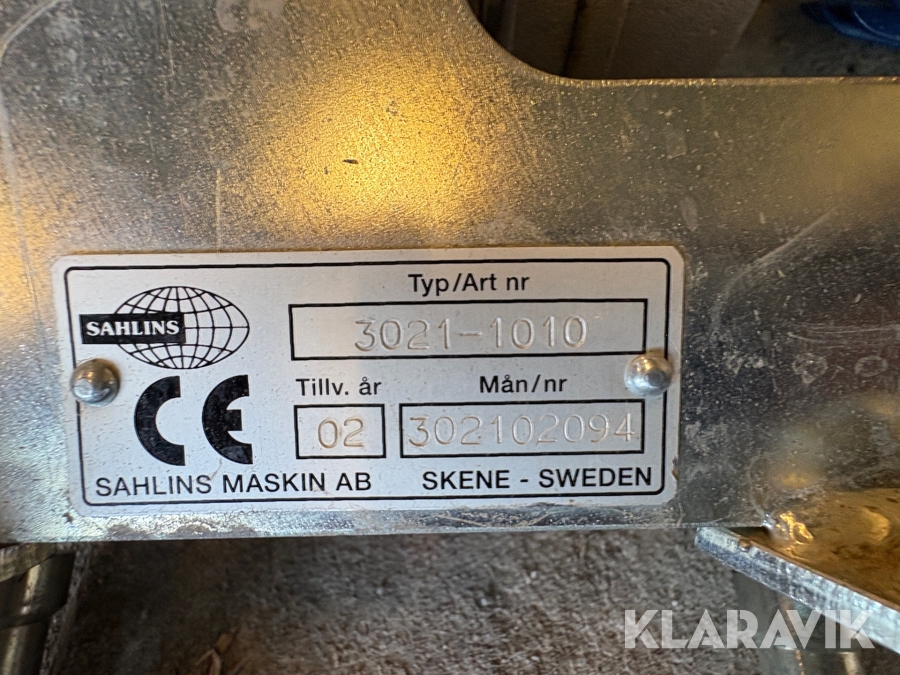 Typ/Art nr
SAHLINS
3021-1010
Tillv. år
Mån/nr
CE
02
302102094
SAHLINS MASKIN AB
SKENE - SWEDEN
KLARAVIK